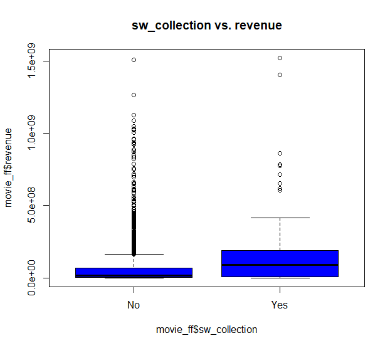 sw_collection vs. revenue
movie_ff$revenue
1.5e+09
1.0e+09
5.0e+08
0.0e+00
No Yes
movie_ff$sw_collection